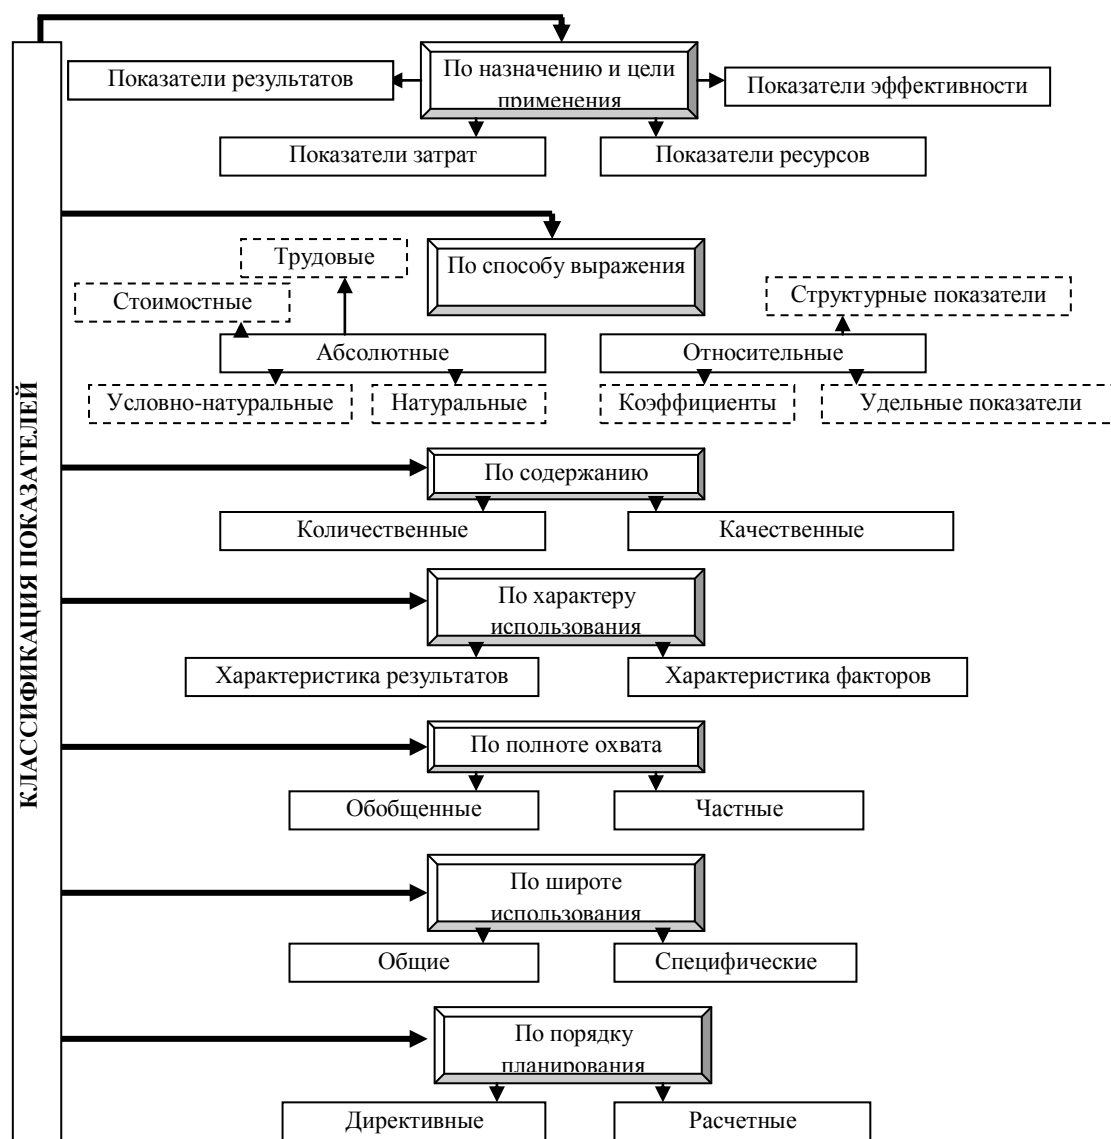 КЛАССИФИКАЦИЯ ПОКАЗАТЕЛЕЙ
По назначению и цели
применения
Показатели результатов
Показатели эффективности
Показатели затрат
Показатели ресурсов
По способу выражения
Трудовые
Стоимостные
Структурные показатели
Абсолютные
Относительные
Условно-натуральные
Натуральные
Коэффициенты
Удельные показатели
По содержанию
Количественные
Качественные
По характеру
использования
Характеристика результатов
Характеристика факторов
По полноте охвата
Обобщенные
Частные
По широте
использования
Общие
Специфические
По порядку
планирования
Директивные
Расчетные